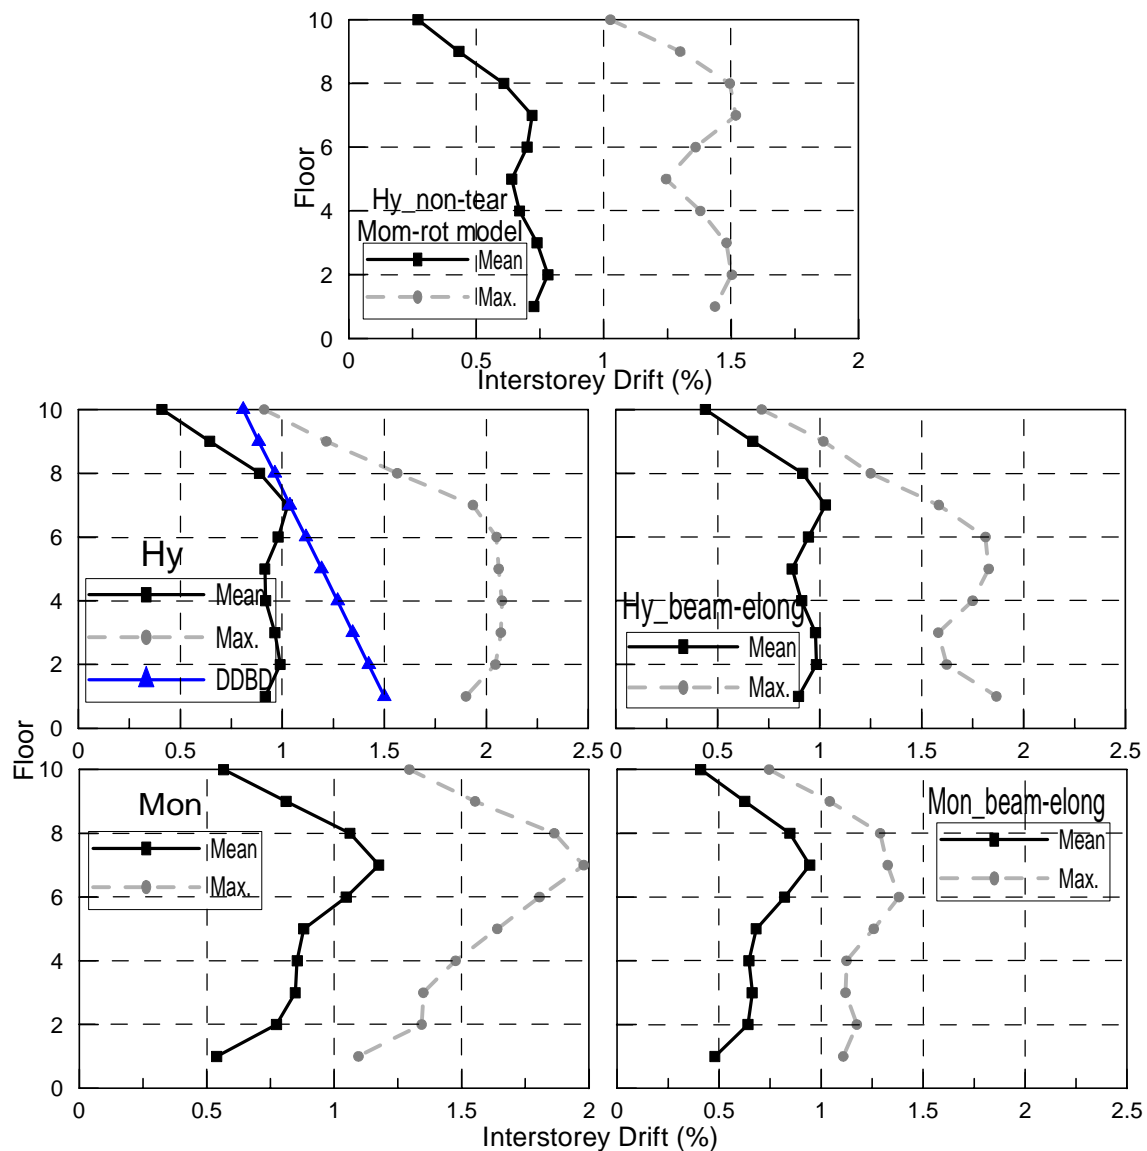 10
8
6
4
2
0
Floor
Hy_non-tear
Mom-rot model
Mean
Max.
0 0.5 1 1.5 2
Interstorey Drift (%)
10
8
6
4
2
0
Hy
Mean
Max.
DDBD
0 0.5 1 1.5 2 2.5
Hy_beam-elong
Mean
Max.
0 0.5 1 1.5 2 2.5
Floor
10
8
6
4
2
0
Mon
Mean
Max.
0 0.5 1 1.5 2
Mon_beam-elong
Mean
Max.
0 0.5 1 1.5 2 2.5
Interstorey Drift (%)